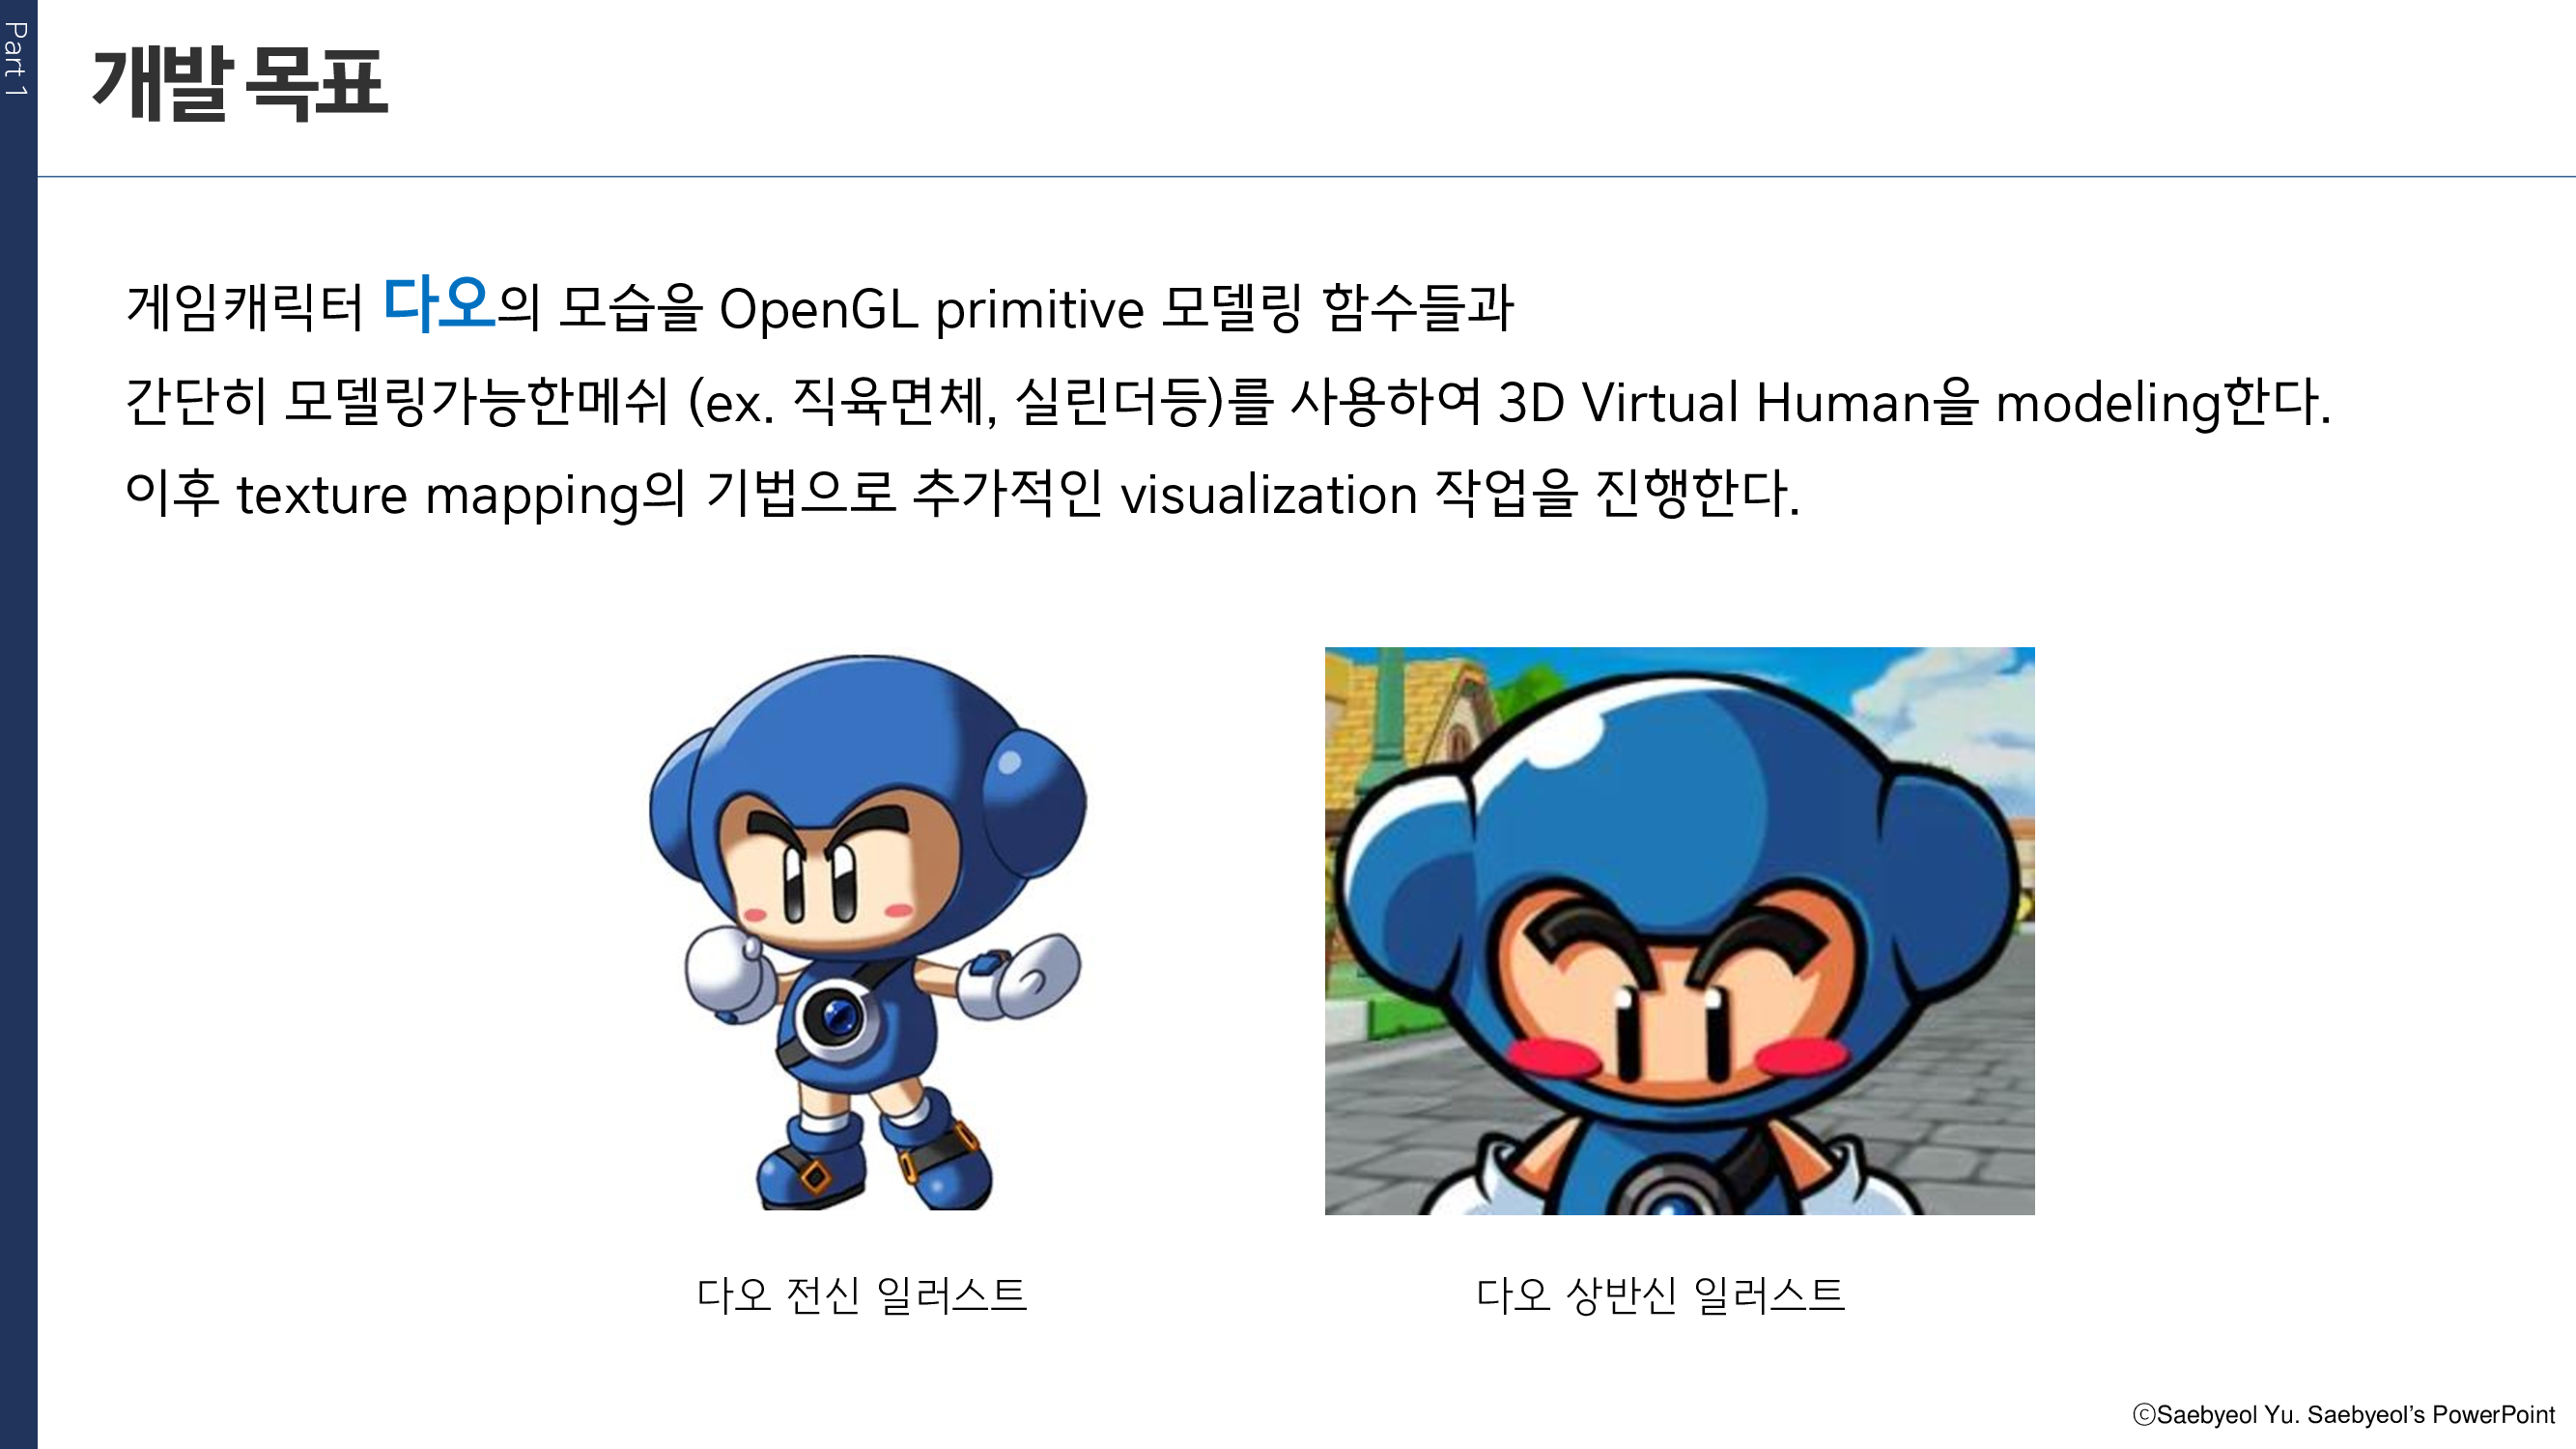 Part 1
개발 목표
게임캐릭터 다오의 모습을 OpenGL primitive 모델링 함수들과
간단히 모델링가능한메쉬 (ex. 직육면체, 실린더등)를 사용하여 3D Virtual Human을 modeling한다.
이후 texture mapping의 기법으로 추가적인 visualization 작업을 진행한다.
다오 전신 일러스트
다오 상반신 일러스트
ⓒSaebyeol Yu. Saebyeol’s PowerPoint